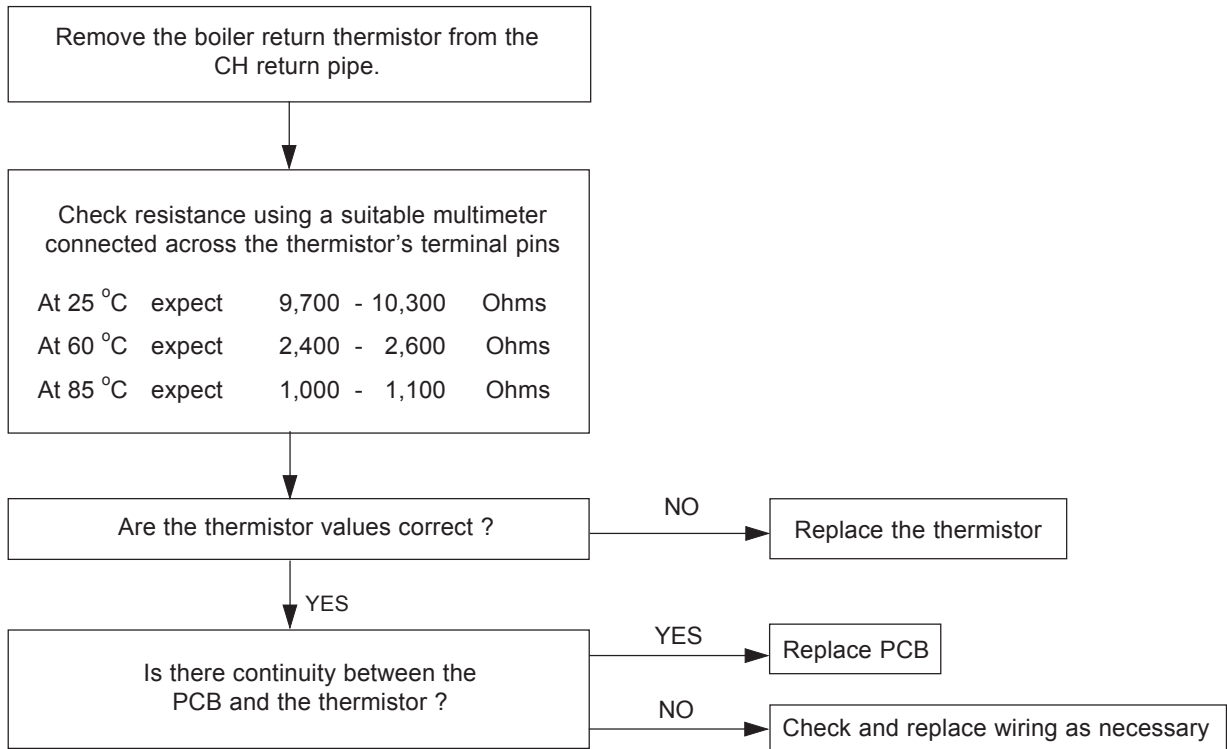 Remove the boiler return thermistor from the
CH return pipe.
Check resistance using a suitable multimeter
connected across the thermistor's terminal pins
At 25 °C expect 9,700 - 10,300 Ohms
At 60 °C expect 2,400 - 2,600 Ohms
At 85 °C expect 1,000 - 1,100 Ohms
Are the thermistor values correct ?
NO
Replace the thermistor
YES
Is there continuity between the
PCB and the thermistor ?
YES
Replace PCB
NO
Check and replace wiring as necessary